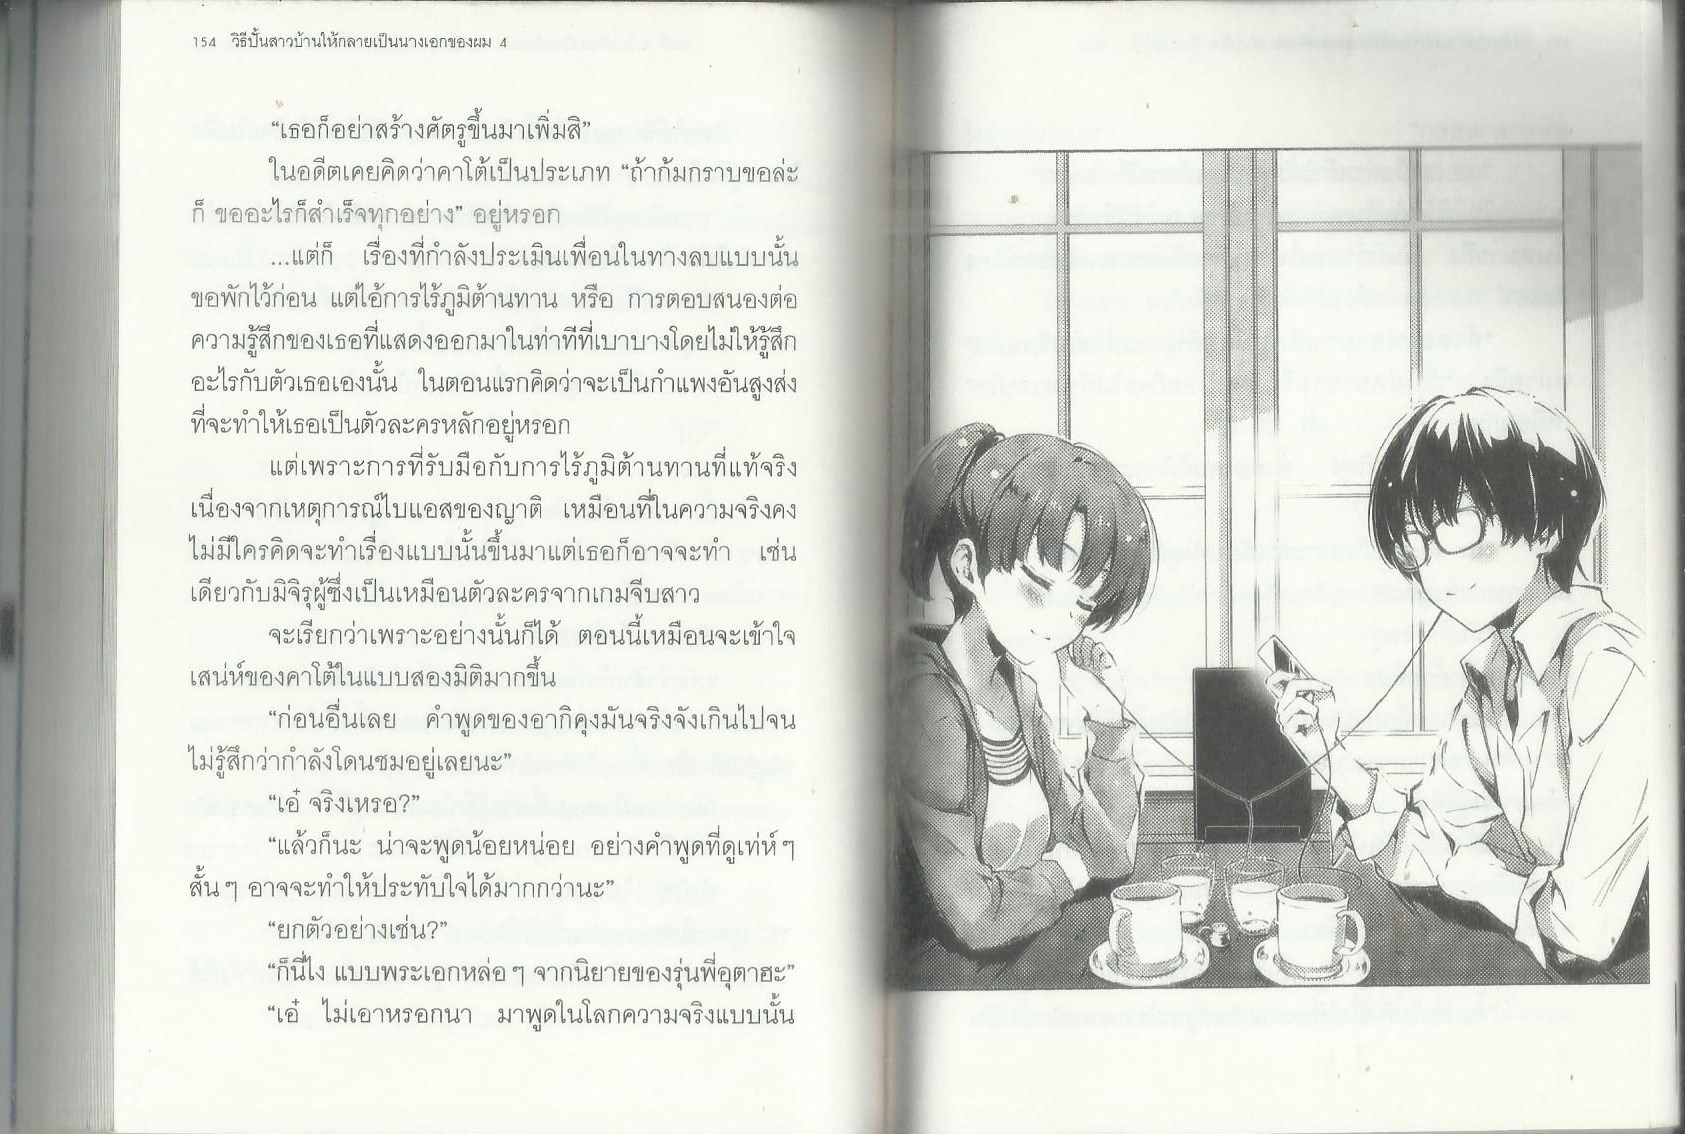 154 วิธีปั้นสาวบ้านให้กลายเป็นนางเอกของผม 4
“เธอก็อย่าสร้างศัตรูขึ้นมาเพิ่มสิ”
ในอดีตเคยคิดว่าคาโต้เป็นประเภท “ถ้าก้มกราบขอล่ะ
ก็ ขออะไรก็สำเร็จทุกอย่าง” อยู่หรอก
...แต่ก็ เรื่องที่กำลังประเมินเพื่อนในทางลบแบบนั้น
ขอพักไว้ก่อน แต่ไอ้การไร้ภูมิต้านทาน หรือ การตอบสนองต่อ
ความรู้สึกของเธอที่แสดงออกมาในท่าทีที่เบาบางโดยไม่ให้รู้สึก
อะไรกับตัวเธอเองนั้น ในตอนแรกคิดว่าจะเป็นกำแพงอันสูงส่ง
ที่จะทำให้เธอเป็นตัวละครหลักอยู่หรอก
แต่เพราะการที่รับมือกับการไร้ภูมิต้านทานที่แท้จริง
เนื่องจากเหตุการณ์ไบแอสของญาติ เหมือนที่ในความจริงคง
ไม่มีใครคิดจะทำเรื่องแบบนั้นขึ้นมาแต่เธอก็อาจจะทำ เช่น
เดียวกับมิจิรุผู้ซึ่งเป็นเหมือนตัวละครจากเกมจีบสาว
จะเรียกว่าเพราะอย่างนั้นก็ได้ ตอนนี้เหมือนจะเข้าใจ
เสน่ห์ของคาโต้ในแบบสองมิติมากขึ้น
“ก่อนอื่นเลย คำพูดของอากิคุงมันจริงจังเกินไปจน
ไม่รู้สึกว่ากำลังโดนชมอยู่เลยนะ”
“เอ๋ จริงเหรอ?”
“แล้วก็นะ น่าจะพูดน้อยหน่อย อย่างคำพูดที่ดูเท่ห์ๆ
สั้นๆ อาจจะทำให้ประทับใจได้มากกว่านะ”
“ยกตัวอย่างเช่น?”
“ก็นี่ไง แบบพระเอกหล่อๆ จากนิยายของรุ่นพี่อุตาฮะ”
“เอ๋ ไม่เอาหรอกนา มาพูดในโลกความจริงแบบนั้น